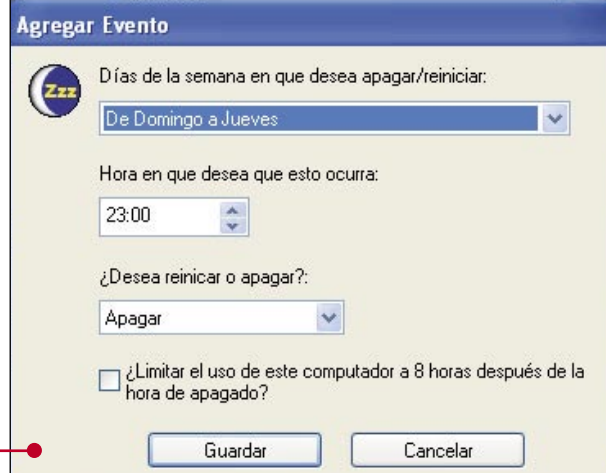 Agregar Evento
Zzz
Días de la semana en que desea apagar/reiniciar:
De Domingo a Jueves
Hora en que desea que esto ocurra:
23:00
¿Desea reinicar o apagar?:
Apagar
¿Limitar el uso de este computador a 8 horas después de la
hora de apagado?
Guardar
Cancelar